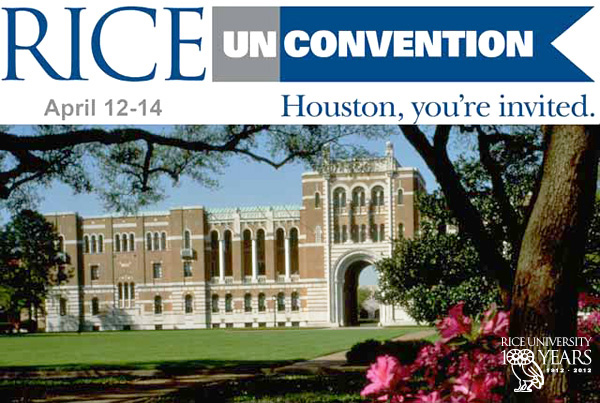 RICE UNCONVENTION
April 12-14
Houston, you're invited.
RICE UNIVERSITY
100 YEARS
1912 · 2012